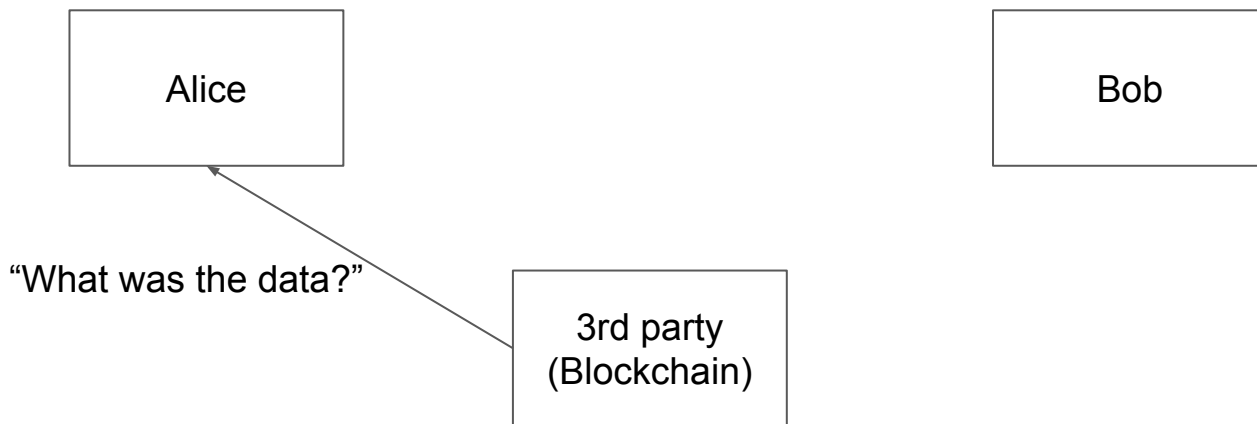 Alice
Bob
“What was the data?”
3rd party
(Blockchain)